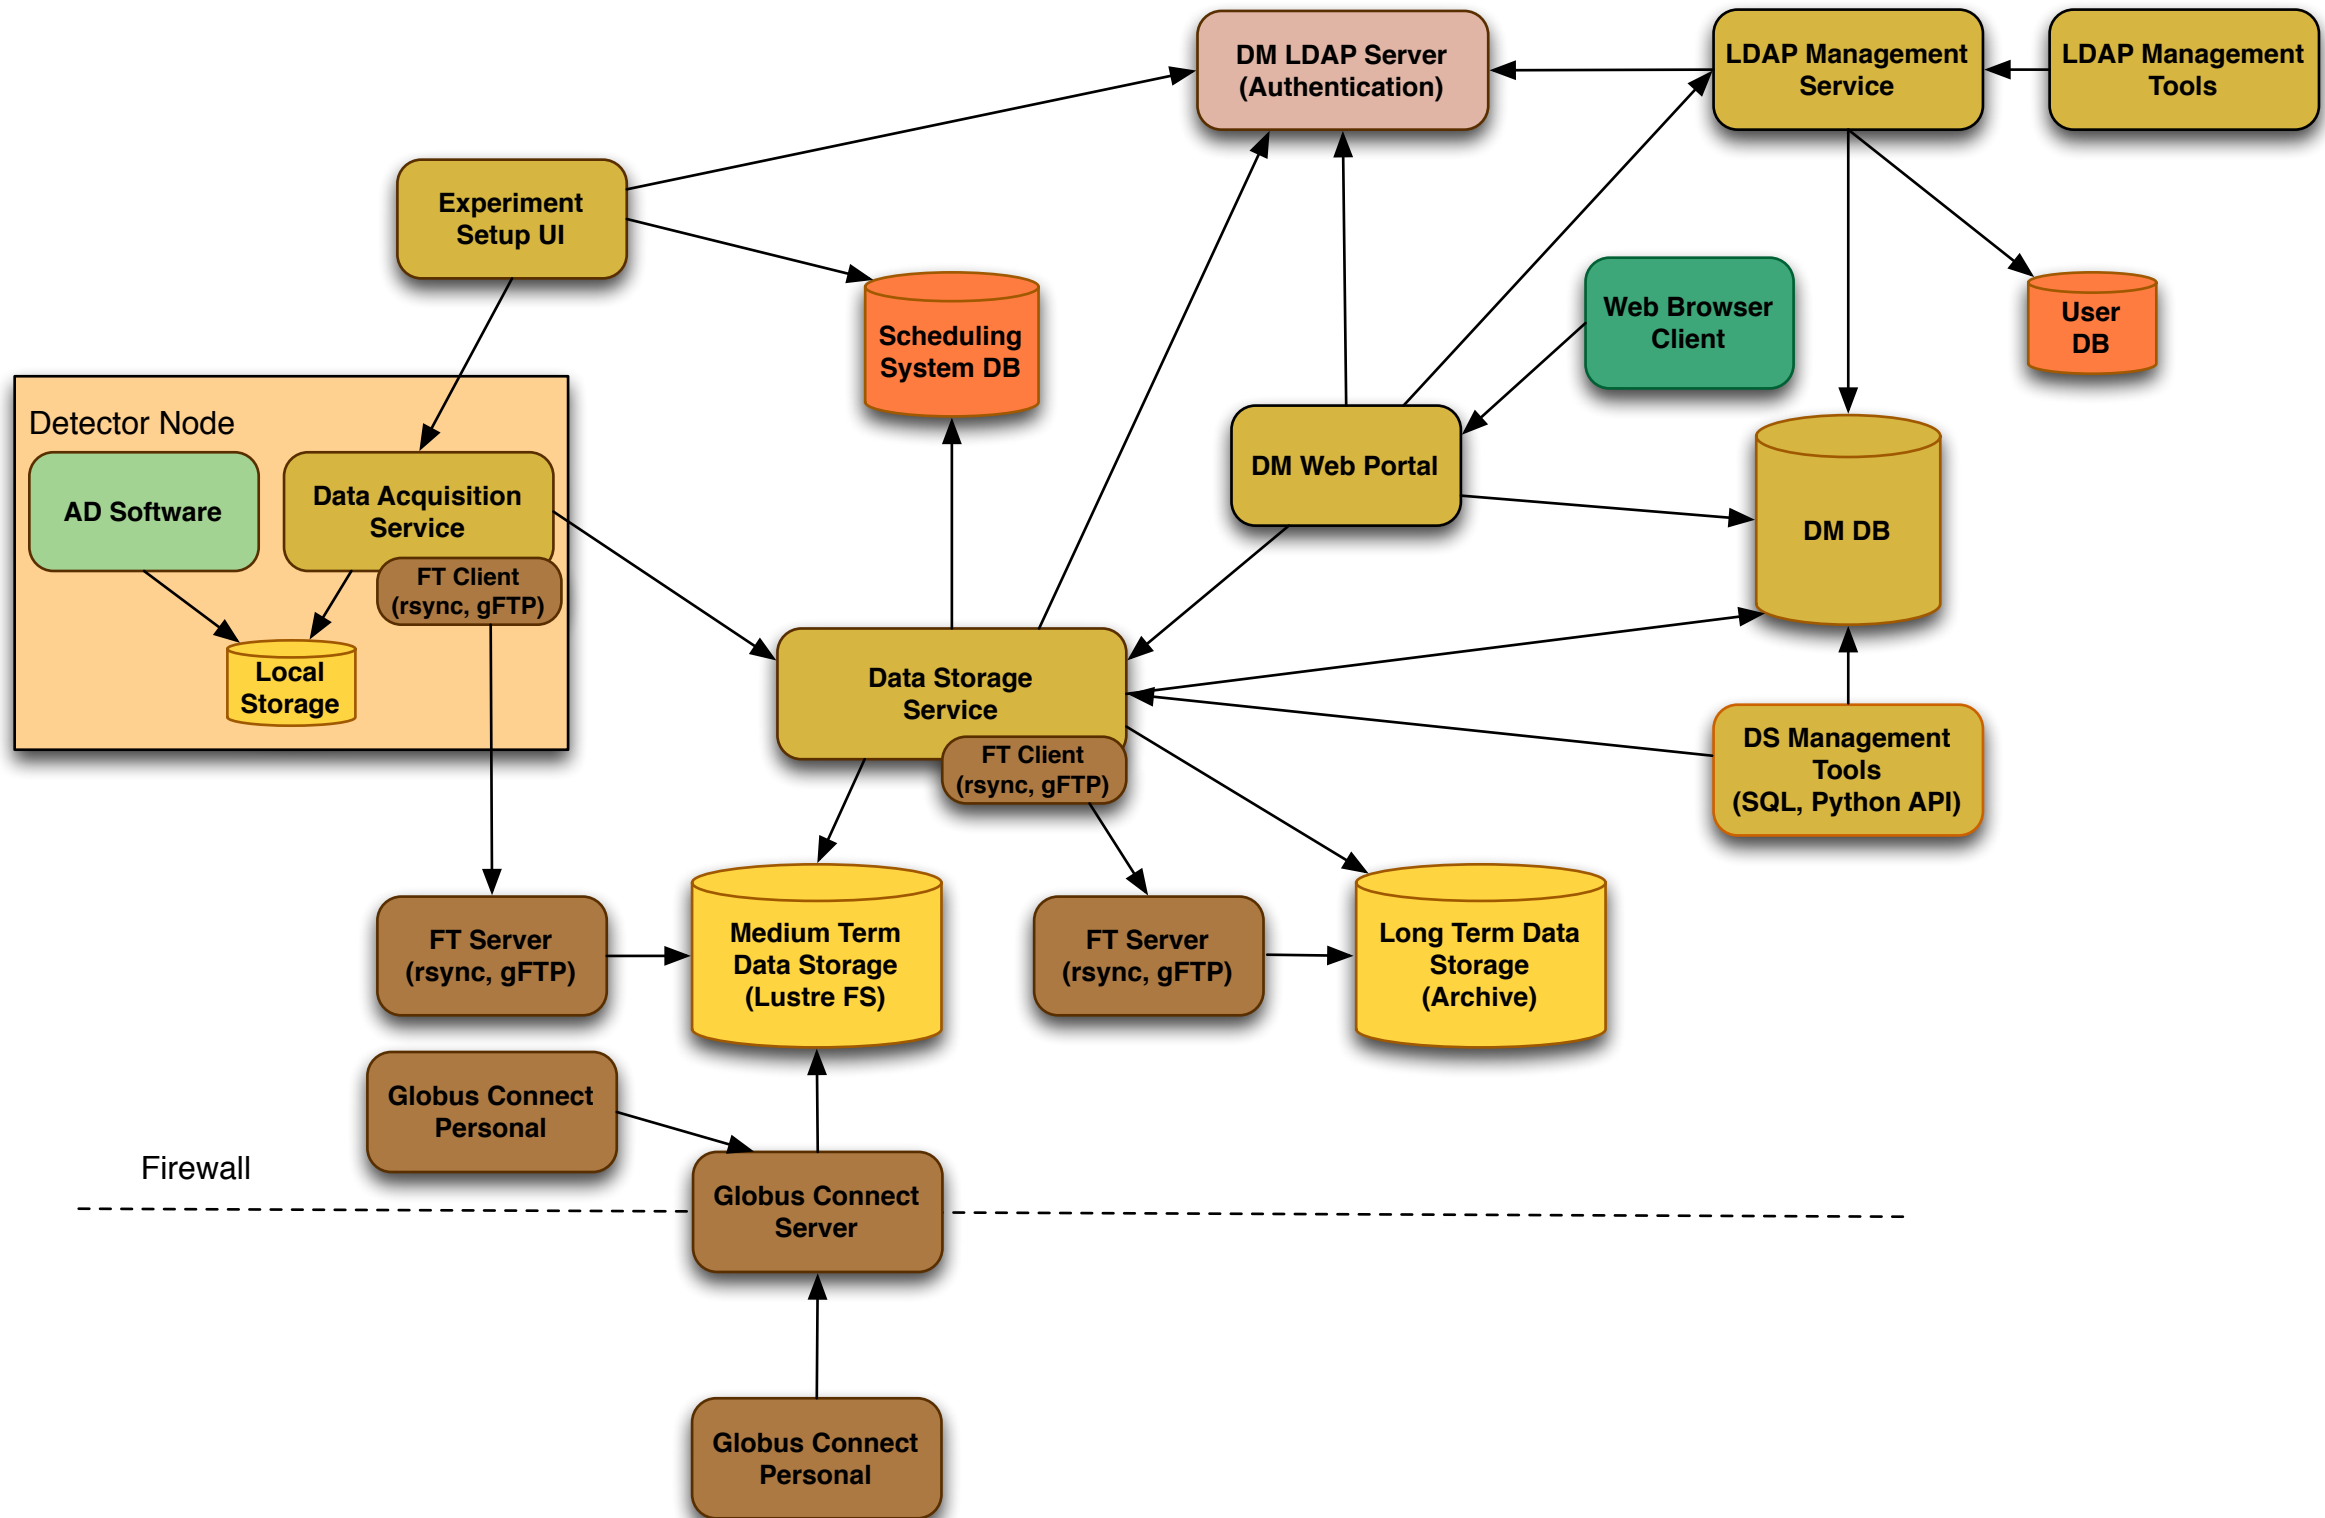 DM LDAP Server
(Authentication)
LDAP Management
Service
LDAP Management
Tools
Experiment
Setup UI
Scheduling
System DB
Web Browser
Client
User
DB
Detector Node
AD Software
Data Acquisition
Service
FT Client
(rsync, gFTP)
Local
Storage
DM Web Portal
DM DB
Data Storage
Service
FT Client
(rsync, gFTP)
DS Management
Tools
(SQL, Python API)
FT Server
(rsync, gFTP)
Medium Term
Data Storage
(Lustre FS)
FT Server
(rsync, gFTP)
Long Term Data
Storage
(Archive)
Globus Connect
Personal
Firewall
Globus Connect
Server
Globus Connect
Personal